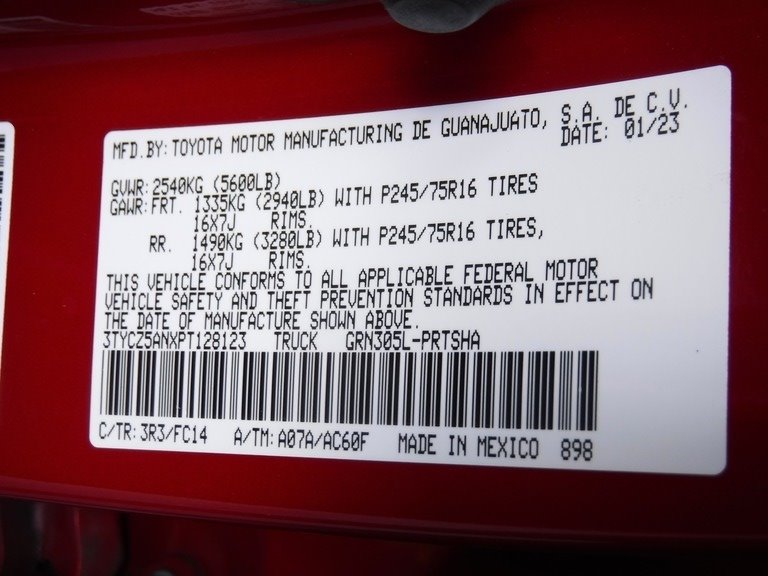 MFD.BY: TOYOTA MOTOR MANUFACTURING DE GUANAJUATO, S.A. DE C.V.
DATE: 01/23
GVWR: 2540KG (5600LB)
GAWR: FRT. 1335KG (2940LB) WITH P245/75R16 TIRES
16X7J RIMS.
RR. 1490KG (3280LB) WITH P245/75R16 TIRES,
16X7J RIMS.
THIS VEHICLE CONFORMS TO ALL APPLICABLE FEDERAL MOTOR
VEHICLE SAFETY AND THEFT PREVENTION STANDARDS IN EFFECT ON
THE DATE OF MANUFACTURE SHOWN ABOVE.
3TYCZ5ANXPT128123 TRUCK GRN305L-PRTSHA
C/TR: 3R3/FC14 A/TM: A07A/AC60F MADE IN MEXICO 898